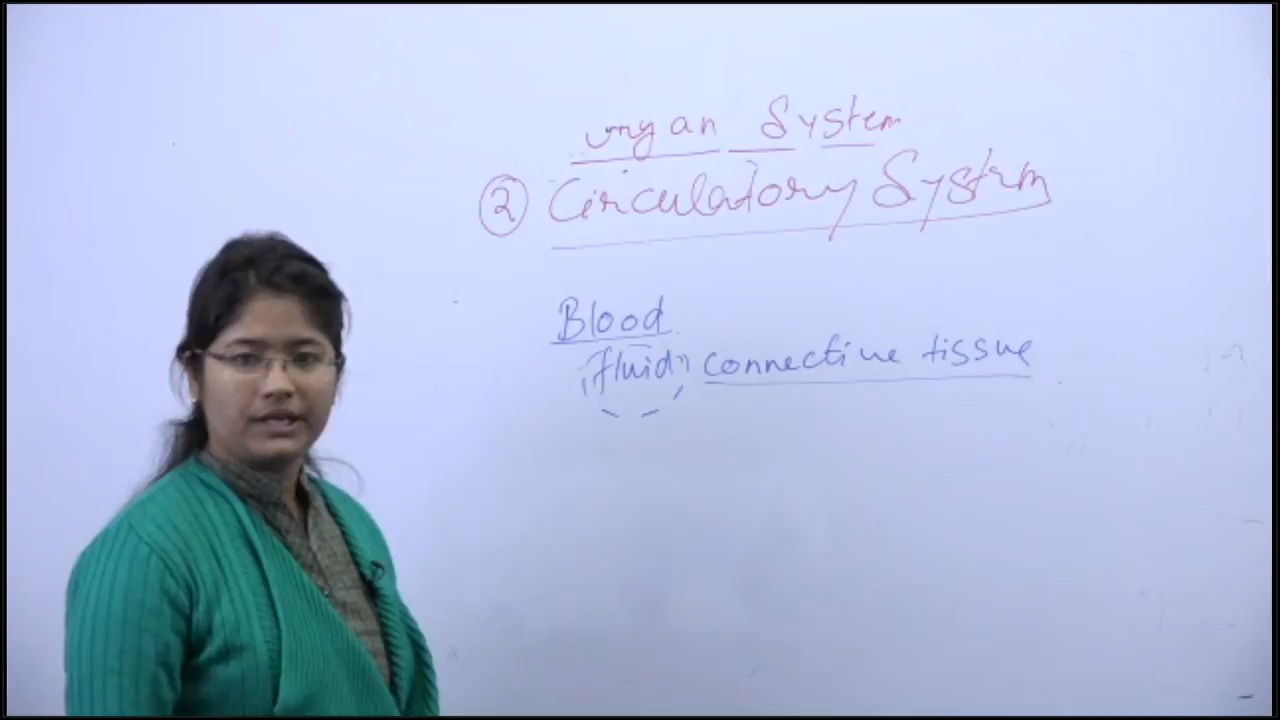 organ System
② Circulatory System
Blood
"fluid" connective tissue